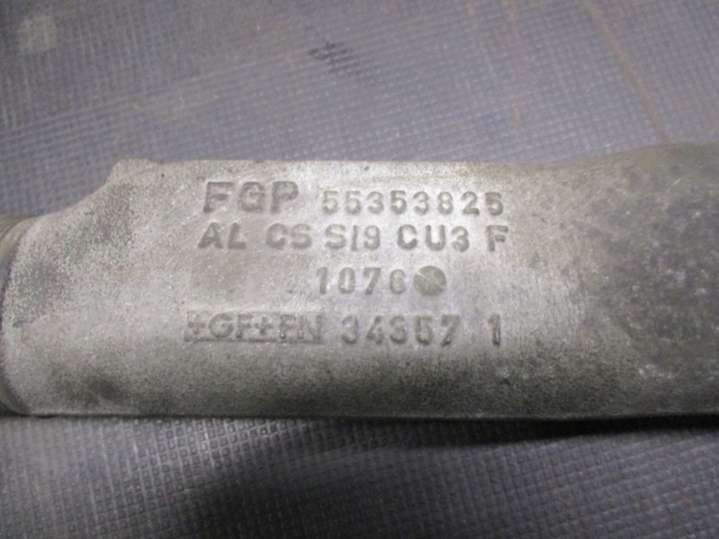 FGP 55353825
AL CS SI9 CU3 F
1076
+GF+FN 34357 1